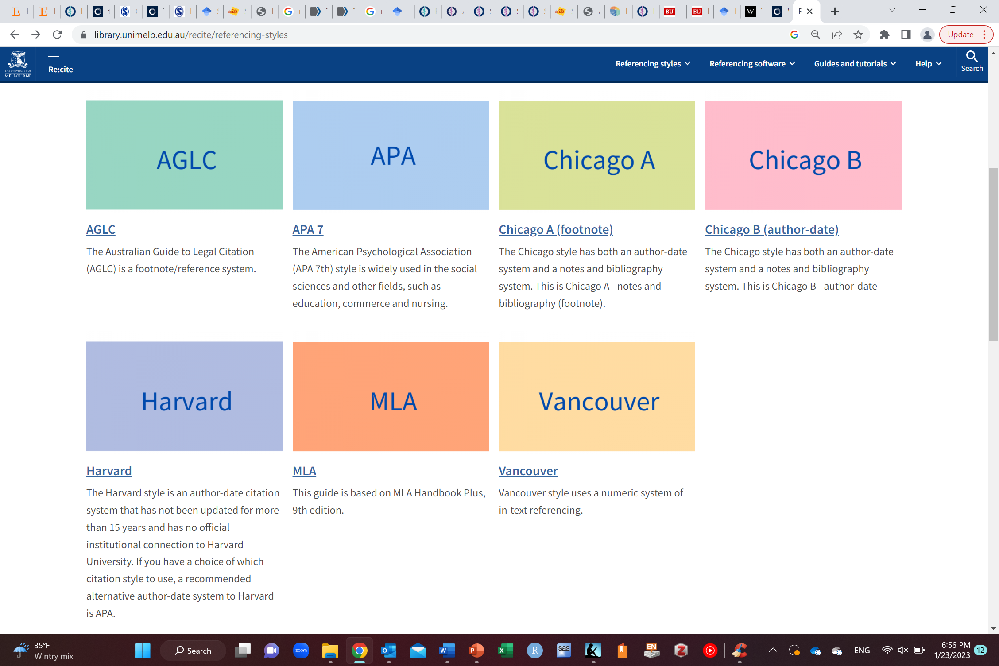 library.unimelb.edu.au/recite/referencing-styles
Update
THE UNIVERSITY OF
MELBOURNE
Re:cite
Referencing styles
Referencing software
Guides and tutorials
Help
Search
AGLC
APA
Chicago A
Chicago B
AGLC
The Australian Guide to Legal Citation
(AGLC) is a footnote/reference system.
APA 7
The American Psychological Association
(APA 7th) style is widely used in the social
sciences and other fields, such as
education, commerce and nursing.
Chicago A (footnote)
The Chicago style has both an author-date
system and a notes and bibliography
system. This is Chicago A - notes and
bibliography (footnote).
Chicago B (author-date)
The Chicago style has both an author-date
system and a notes and bibliography
system. This is Chicago B - author-date
Harvard
MLA
Vancouver
Harvard
The Harvard style is an author-date citation
system that has not been updated for more
than 15 years and has no official
institutional connection to Harvard
University. If you have a choice of which
citation style to use, a recommended
alternative author-date system to Harvard
is APA.
MLA
This guide is based on MLA Handbook Plus,
9th edition.
Vancouver
Vancouver style uses a numeric system of
in-text referencing.
35°F
Wintry mix
Search
zoom
sas
EN
ENG
6:56 PM
1/23/2023
12